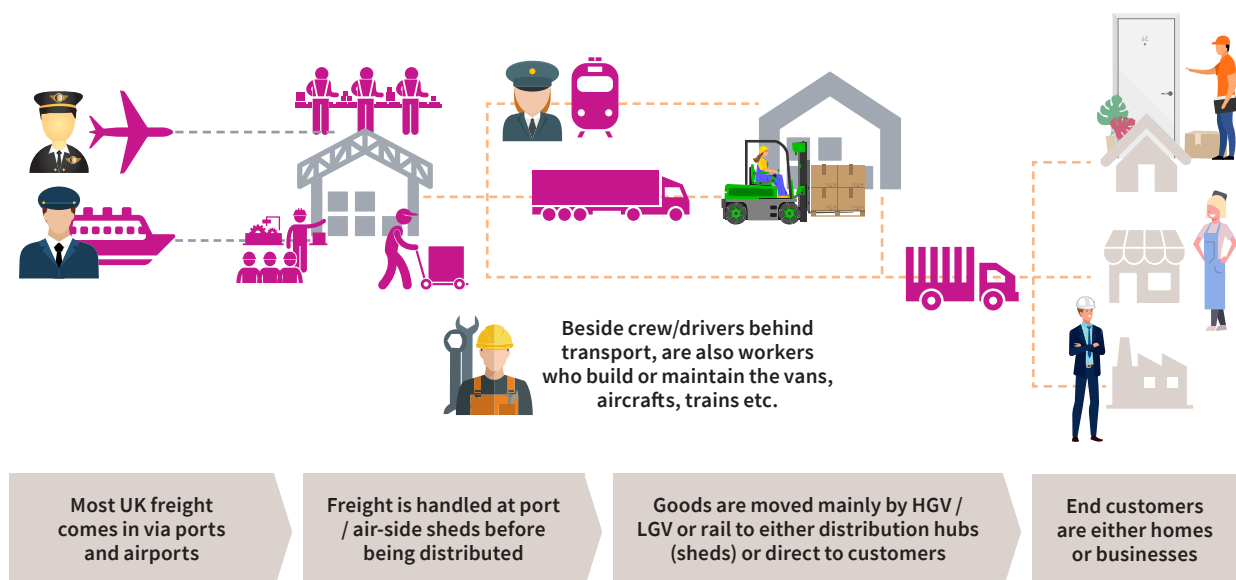 Beside crew/drivers behind
transport, are also workers
who build or maintain the vans,
aircrafts, trains etc.
Most UK freight
comes in via ports
and airports
Freight is handled at port
/ air-side sheds before
being distributed
Goods are moved mainly by HGV /
LGV or rail to either distribution hubs
(sheds) or direct to customers
End customers
are either homes
or businesses